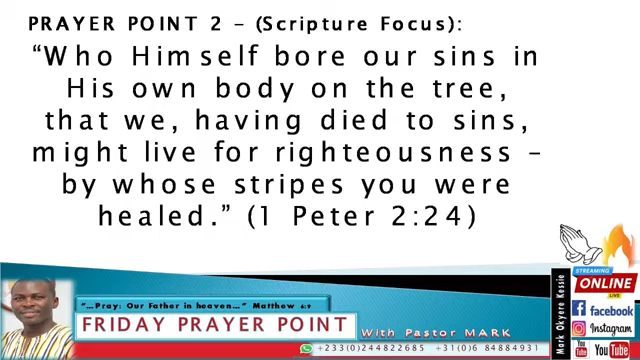 PRAYER POINT 2 – (Scripture Focus):
“Who Himself bore our sins in
His own body on the tree,
that we, having died to sins,
might live for righteousness –
by whose stripes you were
healed.” (1 Peter 2:24)
STREAMING
ONLINE
LIVE
Mark Okyere Kessie
facebook
Instagram
You Tube
YouTube
“…Pray: Our Father in heaven…” Matthew 6:9
FRIDAY PRAYER POINT
With Pastor MARK
+233(0)244822685 +31(0)6 84884931